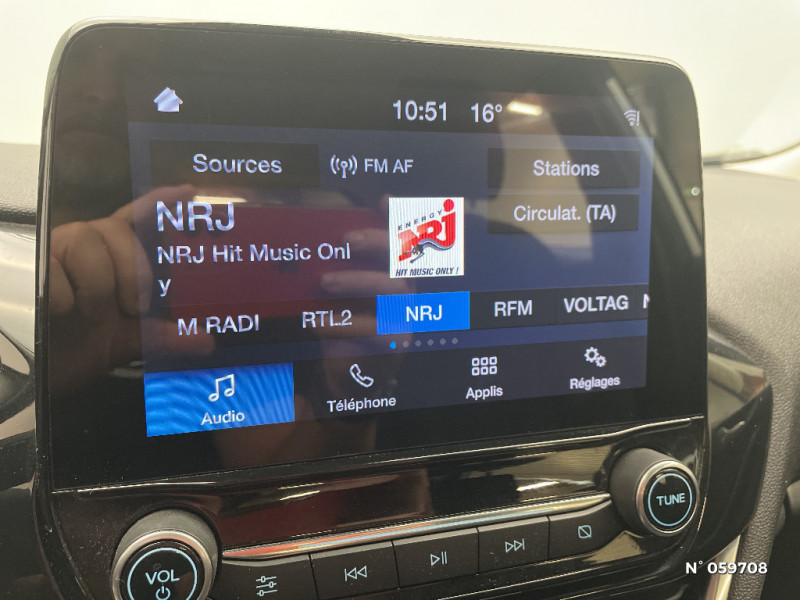 10:51 16°
Sources FM AF Stations
NRJ
ENERGY
NRJ
HIT MUSIC ONLY !
Circulat. (TA)
NRJ Hit Music Onl
y
M RADI RTL2 NRJ RFM VOLTAG N
Audio Téléphone Applis Réglages
TUNE
VOL
N° 059708